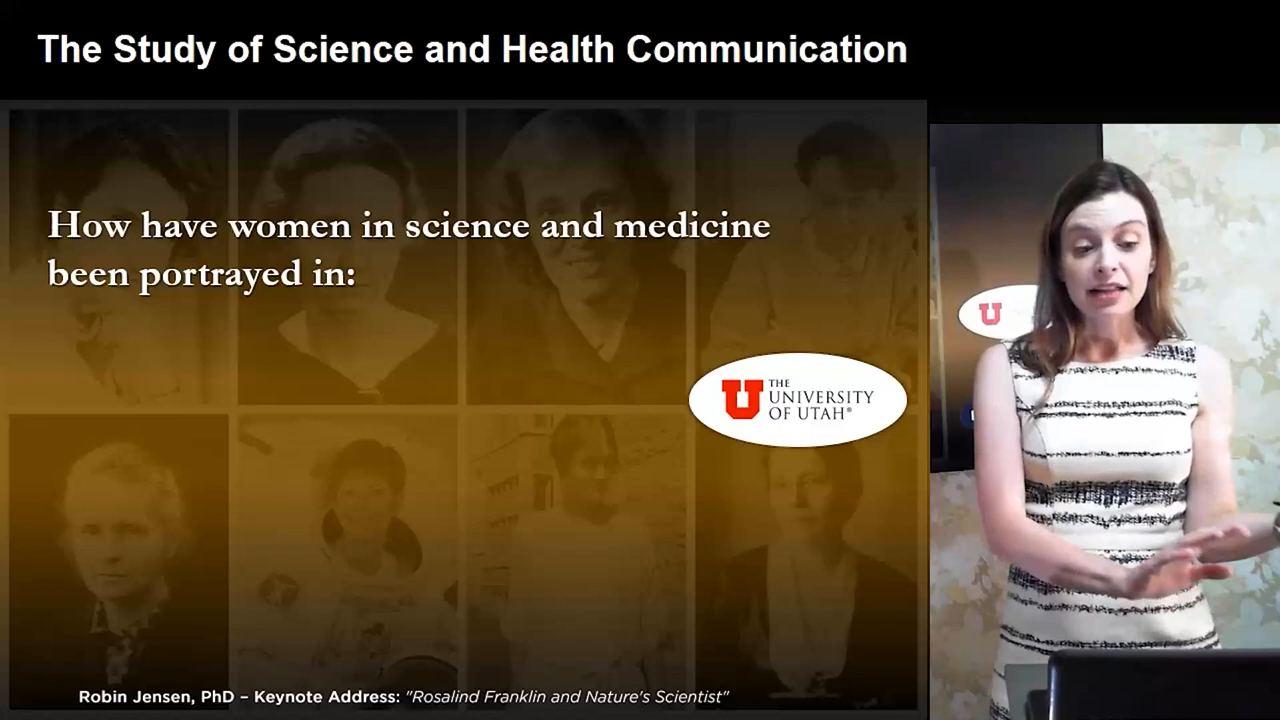 The Study of Science and Health Communication
How have women in science and medicine
been portrayed in:
THE
UNIVERSITY
OF UTAH®
Robin Jensen, PhD – Keynote Address: "Rosalind Franklin and Nature's Scientist"